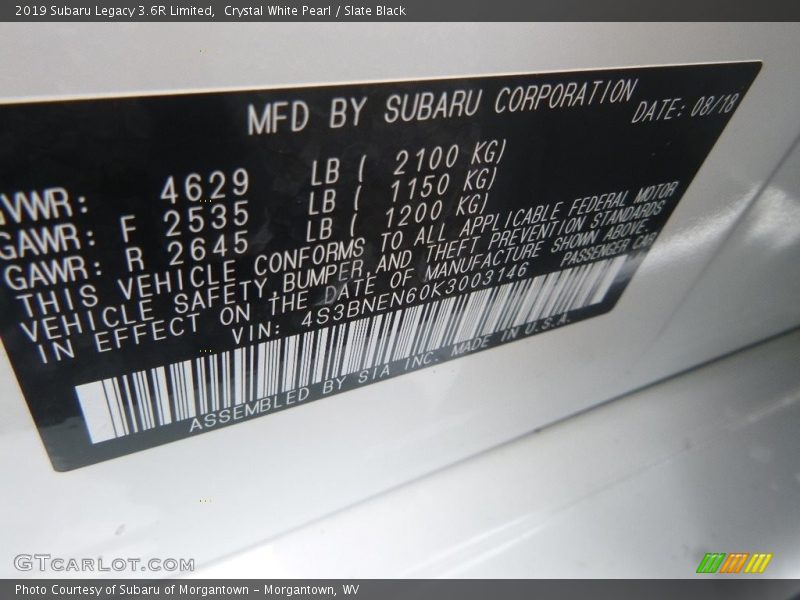 2019 Subaru Legacy 3.6R Limited,  Crystal White Pearl / Slate Black
MFD BY SUBARU CORPORATION
DATE: 08/18
GVWR: 4629 LB ( 2100 KG)
GAWR: F 2535 LB ( 1150 KG)
GAWR: R 2645 LB ( 1200 KG)
THIS VEHICLE CONFORMS TO ALL APPLICABLE FEDERAL MOTOR
VEHICLE SAFETY, BUMPER, AND THEFT PREVENTION STANDARDS
IN EFFECT ON THE DATE OF MANUFACTURE SHOWN ABOVE.
VIN: 4S3BNEN60K3003146 PASSENGER CAR
ASSEMBLED BY SIA INC. MADE IN U.S.A.
GTCARLOT.COM
Photo Courtesy of Subaru of Morgantown – Morgantown, WV